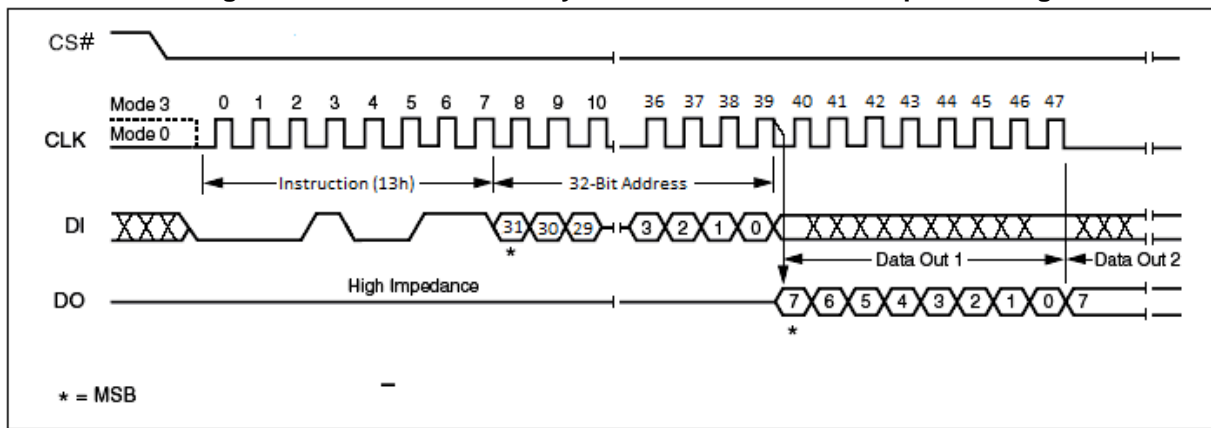 CS#
Mode 3 0 1 2 3 4 5 6 7 8 9 10 36 37 38 39 40 41 42 43 44 45 46 47
CLK Mode 0
Instruction (13h) 32-Bit Address
DI 31 30 29 3 2 1 0
* Data Out 1 Data Out 2
DO High Impedance 7 6 5 4 3 2 1 0 7
*
* = MSB